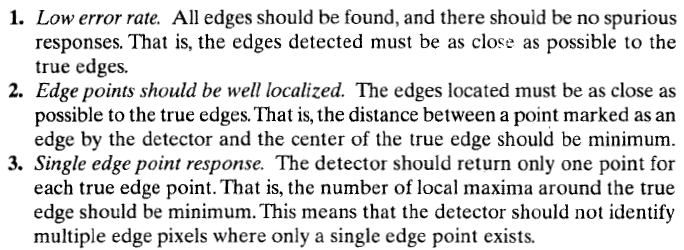 1. Low error rate. All edges should be found, and there should be no spurious
responses. That is, the edges detected must be as close as possible to the
true edges.
2. Edge points should be well localized. The edges located must be as close as
possible to the true edges. That is, the distance between a point marked as an
edge by the detector and the center of the true edge should be minimum.
3. Single edge point response. The detector should return only one point for
each true edge point. That is, the number of local maxima around the true
edge should be minimum. This means that the detector should not identify
multiple edge pixels where only a single edge point exists.